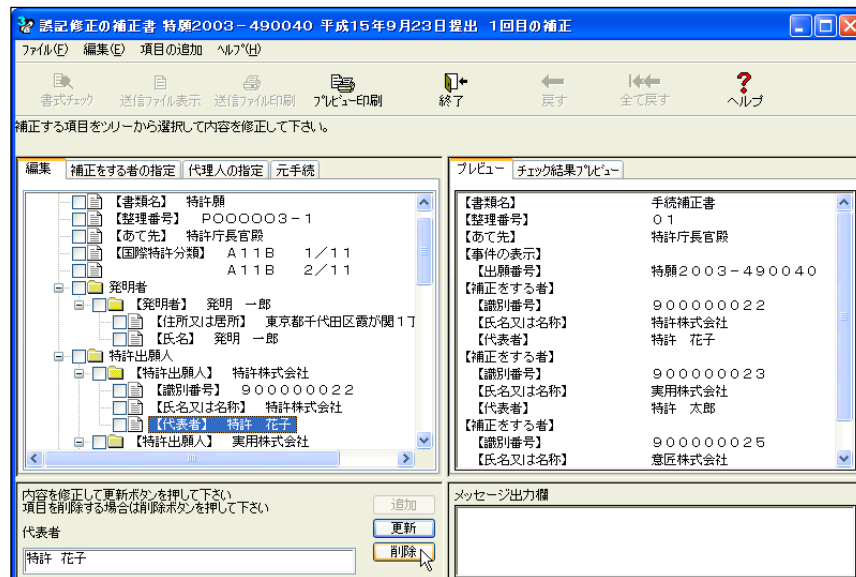 誤記修正の補正書 特願2003－490040 平成15年9月23日提出 1回目の補正
ファイル(F) 編集(E) 項目の追加 ヘルプ(H)
書式チェック 送信ファイル表示 送信ファイル印刷 プレビュー印刷 終了 戻す 全て戻す ヘルプ
補正する項目をツリーから選択して内容を修正して下さい。
編集 補正をする者の指定 代理人の指定 元手続
【書類名】 特許願
【整理番号】 P000003－1
【あて先】 特許庁長官殿
【国際特許分類】 A11B 1/11
A11B 2/11
発明者
【発明者】 発明 一郎
【住所又は居所】 東京都千代田区霞が関1丁
【氏名】 発明 一郎
特許出願人
【特許出願人】 特許株式会社
【識別番号】 900000022
【氏名又は名称】 特許株式会社
【代表者】 特許 花子
【特許出願人】 実用株式会社
プレビュー チェック結果プレビュー
【書類名】 手続補正書
【整理番号】 01
【あて先】 特許庁長官殿
【事件の表示】
【出願番号】 特願2003－490040
【補正をする者】
【識別番号】 900000022
【氏名又は名称】 特許株式会社
【代表者】 特許 花子
【補正をする者】
【識別番号】 900000023
【氏名又は名称】 実用株式会社
【代表者】 特許 太郎
【補正をする者】
【識別番号】 900000025
【氏名又は名称】 意匠株式会社
内容を修正して更新ボタンを押して下さい
項目を削除する場合は削除ボタンを押して下さい
追加
代表者
更新
特許 花子
削除
メッセージ出力欄